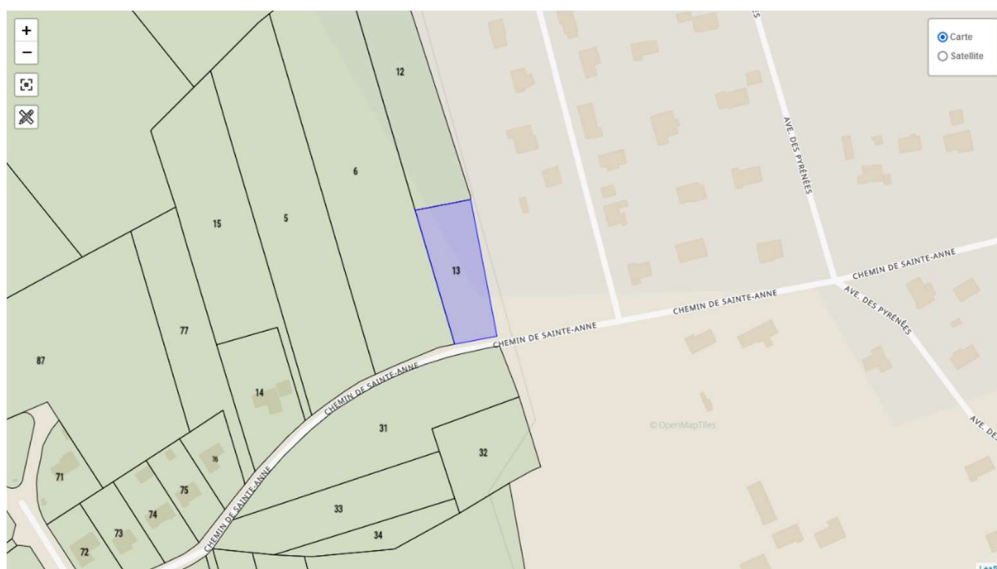 +
−
Carte
Satellite
12
6
5
15
13
77
87
14
76
75
74
73
72
71
31
32
33
34
AVE. DES PYRÉNÉES
CHEMIN DE SAINTE-ANNE
CHEMIN DE SAINTE-ANNE
CHEMIN DE SAINTE-ANNE
CHEMIN DE SAINTE-ANNE
CHEMIN DE SAINTE-ANNE
AVE. DES PYRÉNÉES
© OpenMapTiles